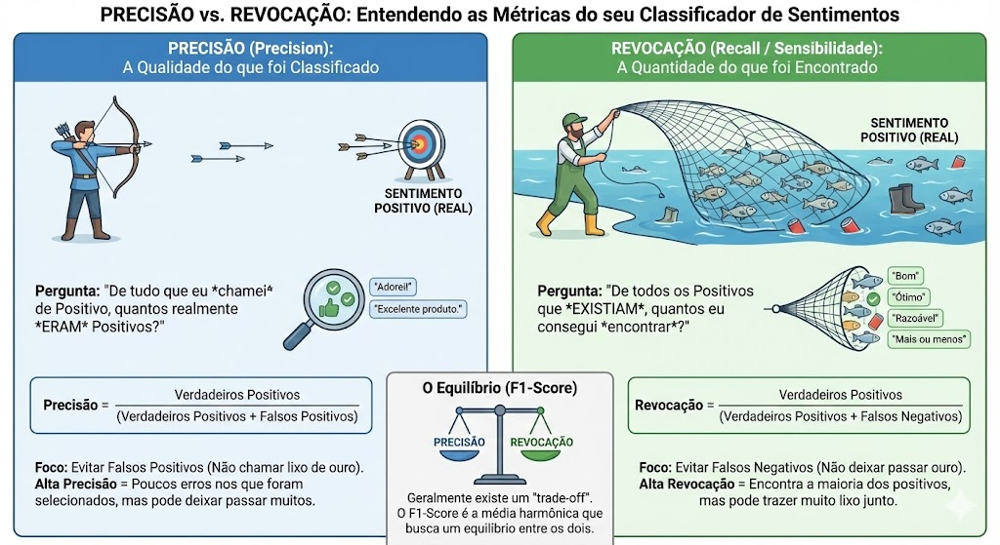 PRECISÃO vs. REVOCAÇÃO: Entendendo as Métricas do seu Classificador de Sentimentos
PRECISÃO (Precision):
A Qualidade do que foi Classificado
SENTIMENTO
POSITIVO (REAL)
Pergunta: "De tudo que eu *chamei*
de Positivo, quantos realmente
*ERAM* Positivos?"
"Adorei!"
"Excelente produto."
Precisão = Verdadeiros Positivos
(Verdadeiros Positivos + Falsos Positivos)
Foco: Evitar Falsos Positivos (Não chamar lixo de ouro).
Alta Precisão = Poucos erros nos que foram
selecionados, mas pode deixar passar muitos.
REVOCAÇÃO (Recall / Sensibilidade):
A Quantidade do que foi Encontrado
SENTIMENTO
POSITIVO (REAL)
Pergunta: "De todos os Positivos
que *EXISTIAM*, quantos eu
consegui *encontrar*?"
"Bom"
"Ótimo"
"Razoável"
"Mais ou menos"
Revocação = Verdadeiros Positivos
(Verdadeiros Positivos + Falsos Negativos)
Foco: Evitar Falsos Negativos (Não deixar passar ouro).
Alta Revocação = Encontra a maioria dos positivos,
mas pode trazer muito lixo junto.
O Equilíbrio (F1-Score)
PRECISÃO
REVOCAÇÃO
Geralmente existe um "trade-off".
O F1-Score é a média harmônica que
busca um equilíbrio entre os dois.